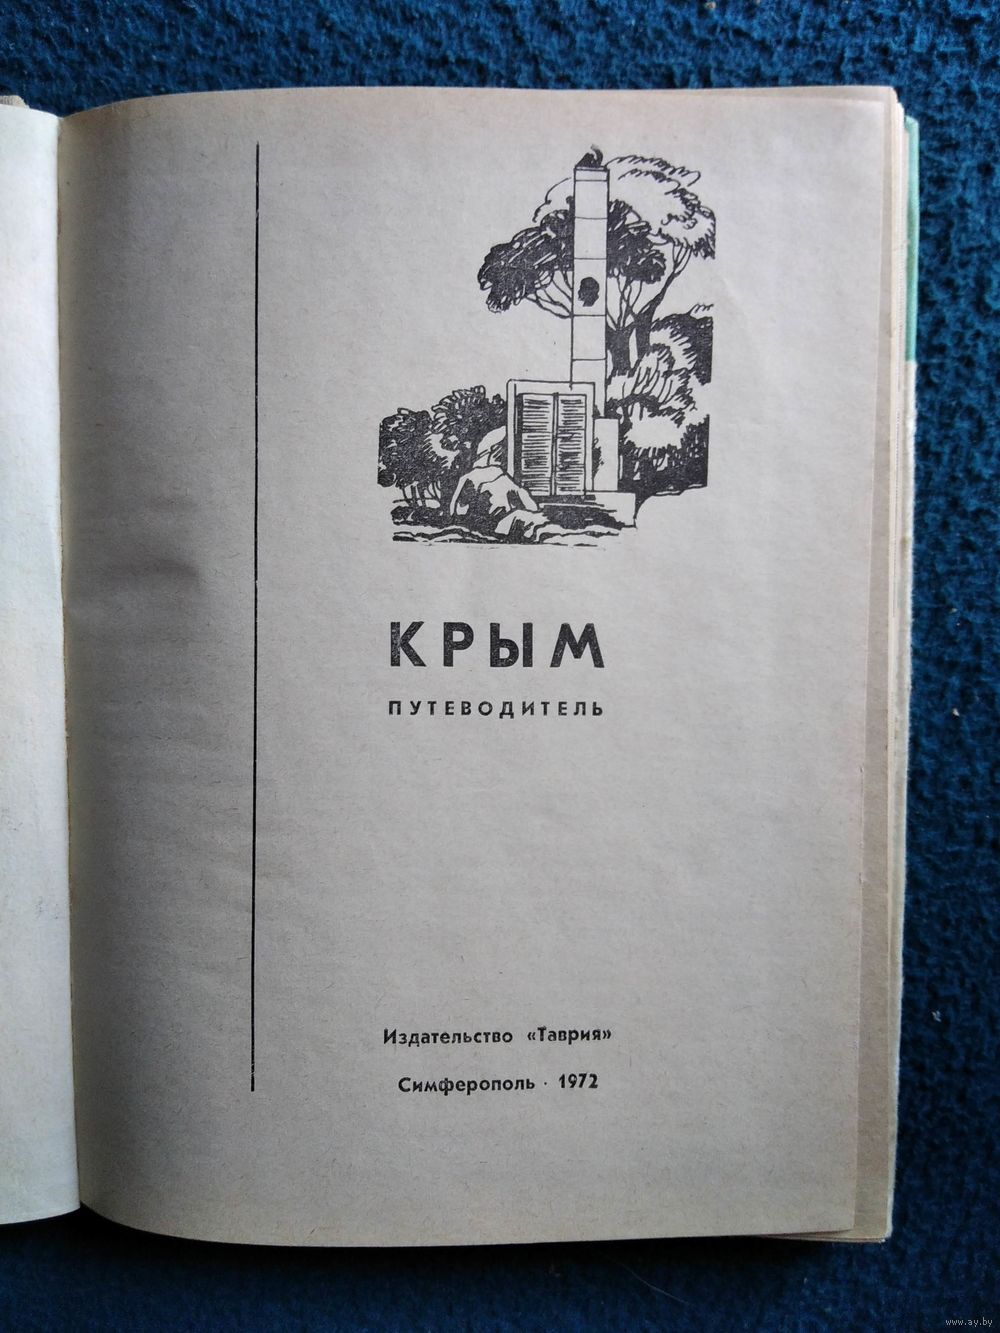 КРЫМ
ПУТЕВОДИТЕЛЬ
Издательство «Таврия»
Симферополь · 1972
www.ay.by